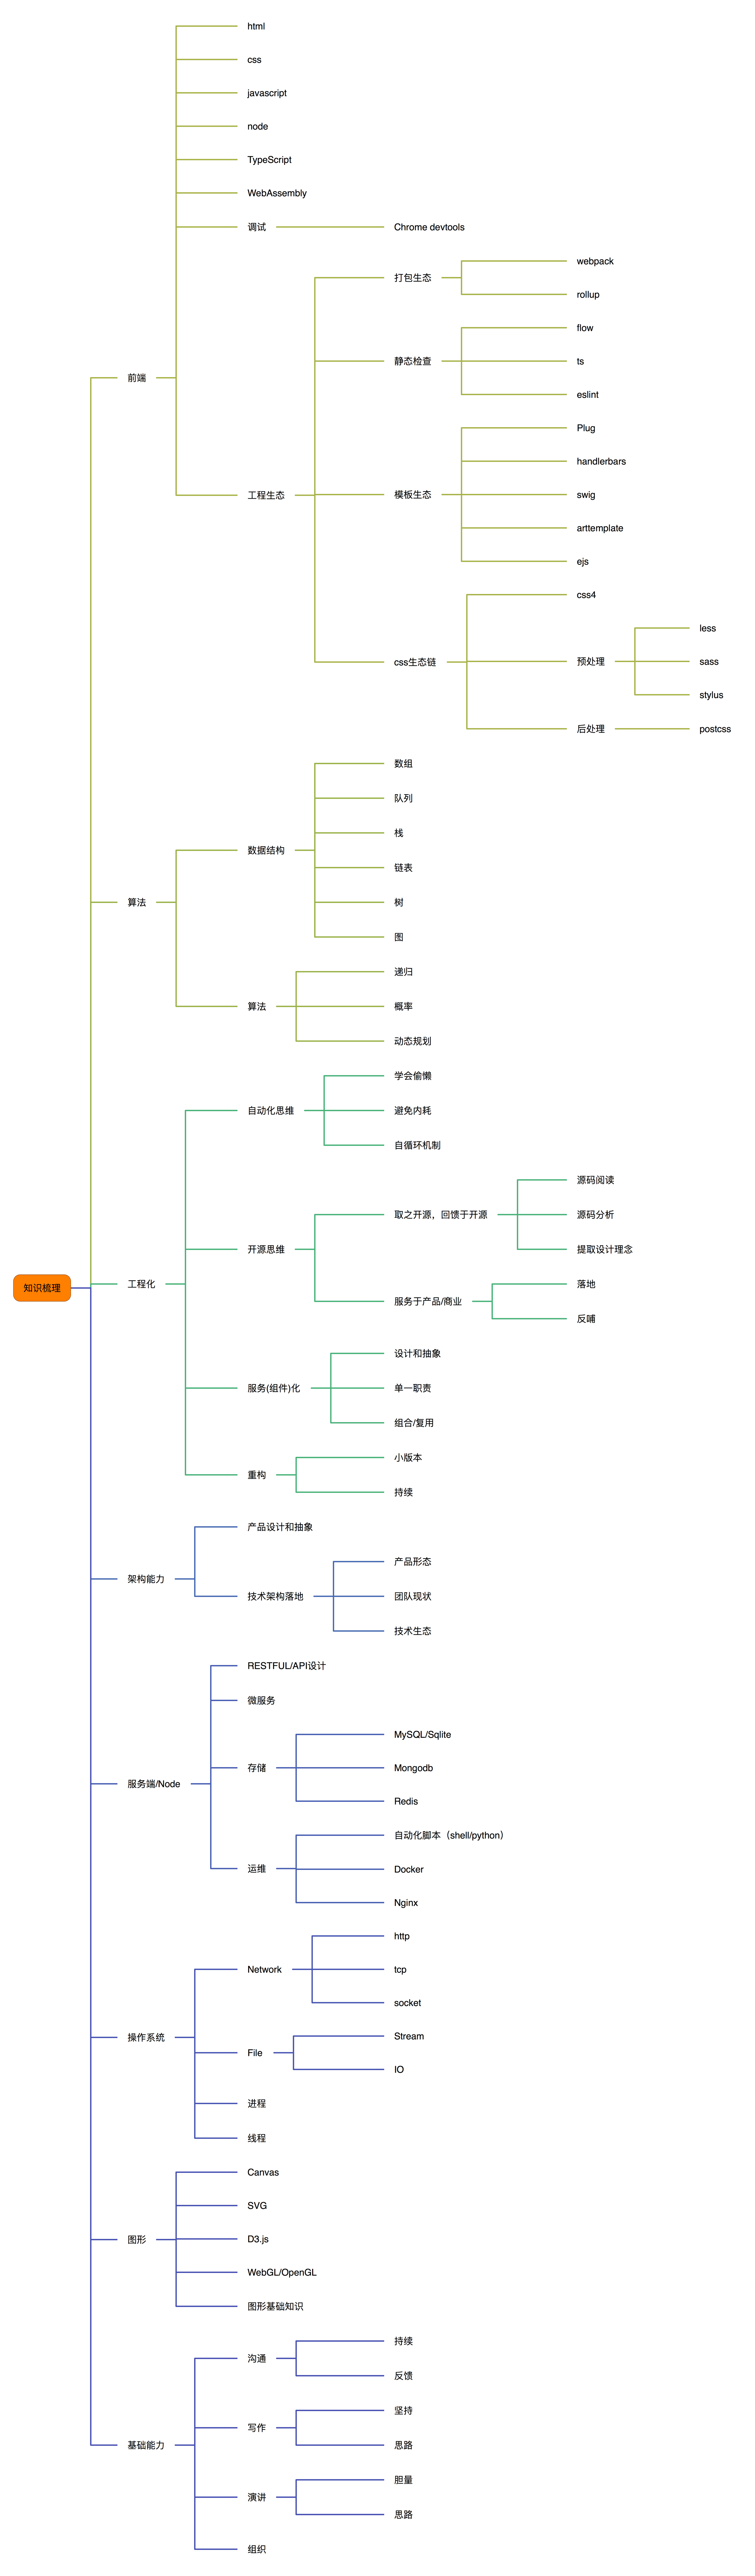 html
css
javascript
node
TypeScript
WebAssembly
调试
Chrome devtools
webpack
打包生态
rollup
flow
静态检查
ts
eslint
前端
Plug
handlerbars
工程生态
模板生态
swig
arttemplate
ejs
css4
less
css生态链
预处理
sass
stylus
后处理
postcss
数组
队列
栈
数据结构
链表
树
算法
图
递归
算法
概率
动态规划
学会偷懒
自动化思维
避免内耗
自循环机制
源码阅读
取之开源，回馈于开源
源码分析
开源思维
提取设计理念
工程化
落地
知识梳理
服务于产品/商业
反哺
设计和抽象
服务(组件)化
单一职责
组合/复用
小版本
重构
持续
产品设计和抽象
产品形态
架构能力
技术架构落地
团队现状
技术生态
RESTFUL/API设计
微服务
MySQL/Sqlite
存储
Mongodb
服务端/Node
Redis
自动化脚本（shell/python）
运维
Docker
Nginx
http
Network
tcp
socket
操作系统
Stream
File
IO
进程
线程
Canvas
SVG
图形
D3.js
WebGL/OpenGL
图形基础知识
持续
沟通
反馈
坚持
写作
思路
基础能力
胆量
演讲
思路
组织